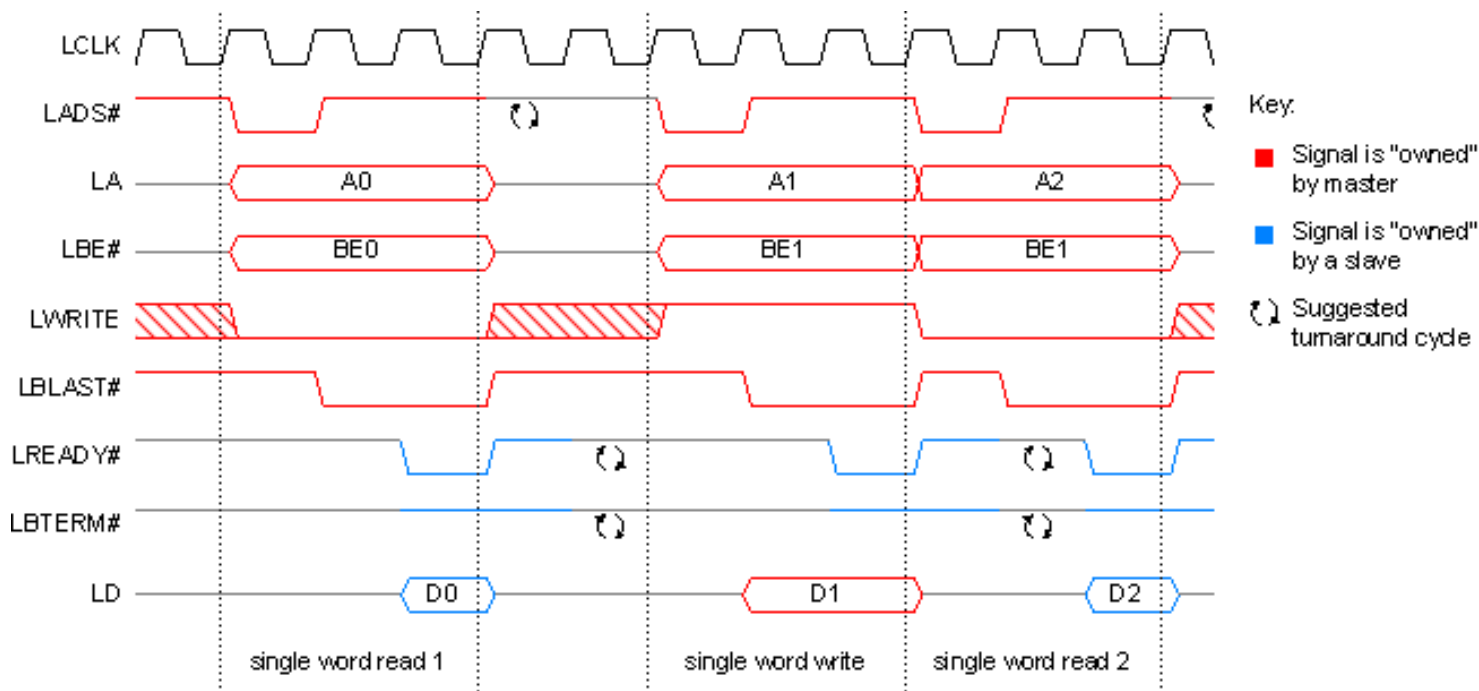 LCLK
LADS#
LA A0 A1 A2
LBE# BE0 BE1 BE1
LWRITE
LBLAST#
LREADY#
LBTERM#
LD D0 D1 D2
single word read 1 single word write single word read 2
Key:
Signal is "owned"
by master
Signal is "owned"
by a slave
Suggested
turnaround cycle